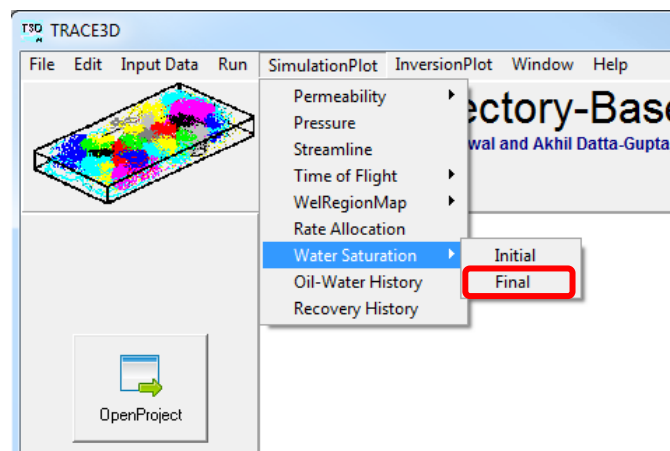 TRACE3D
File Edit Input Data Run SimulationPlot InversionPlot Window Help
Permeability
Pressure
Streamline
Time of Flight
WelRegionMap
Rate Allocation
Water Saturation
Oil-Water History
Recovery History
Initial
Final
ectory-Base
wal and Akhil Datta-Gupta
OpenProject